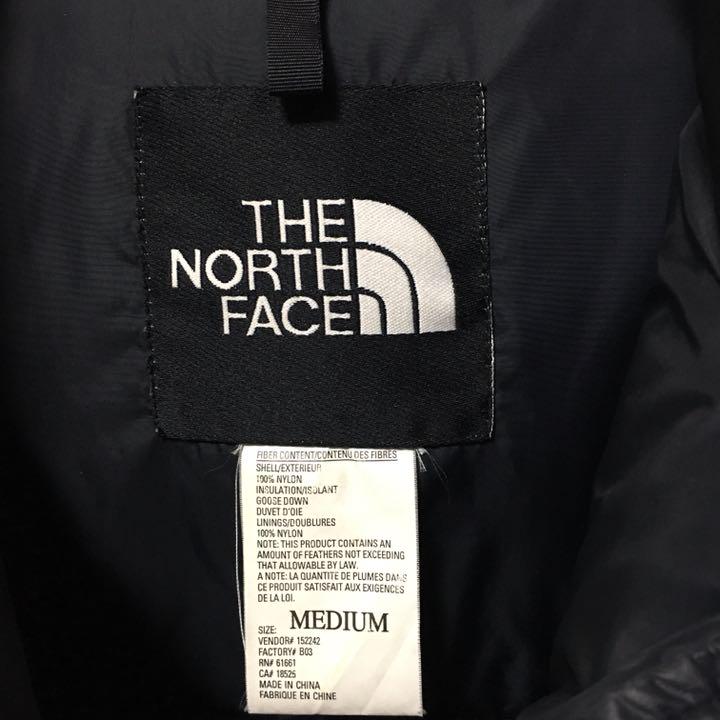 THE
NORTH
FACE
FIBER CONTENT/CONTENU DES FIBRES
SHELL/EXTERIEUR
100% NYLON
INSULATION/ISOLANT
GOOSE DOWN
DUVET D'OIE
LININGS/DOUBLURES
100% NYLON
NOTE: THIS PRODUCT CONTAINS AN
AMOUNT OF FEATHERS NOT EXCEEDING
THAT ALLOWABLE BY LAW.
A NOTE: LA QUANTITE DE PLUMES DANS
CE PRODUIT SATISFAIT AUX EXIGENCES
DE LA LOI.
SIZE: MEDIUM
VENDOR# 152242
FACTORY# B03
RN# 61661
CA# 18525
MADE IN CHINA
FABRIQUE EN CHINE